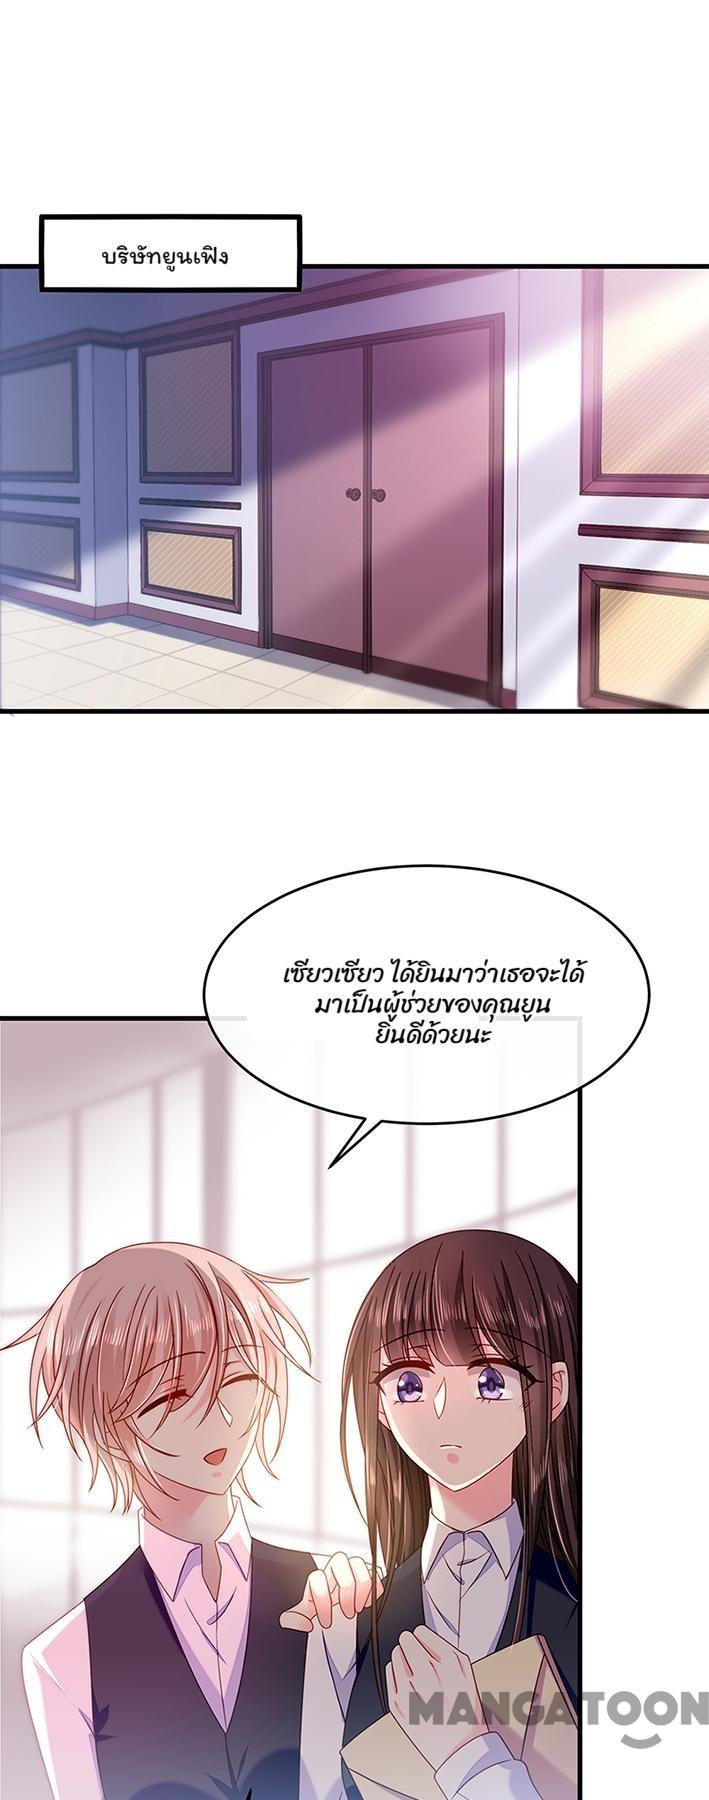 บริษัทยูนเฟิง
เซียวเซียว ได้ยินมาว่าเธอจะได้
มาเป็นผู้ช่วยของคุณยูน
ยินดีด้วยนะ
MANGATOON